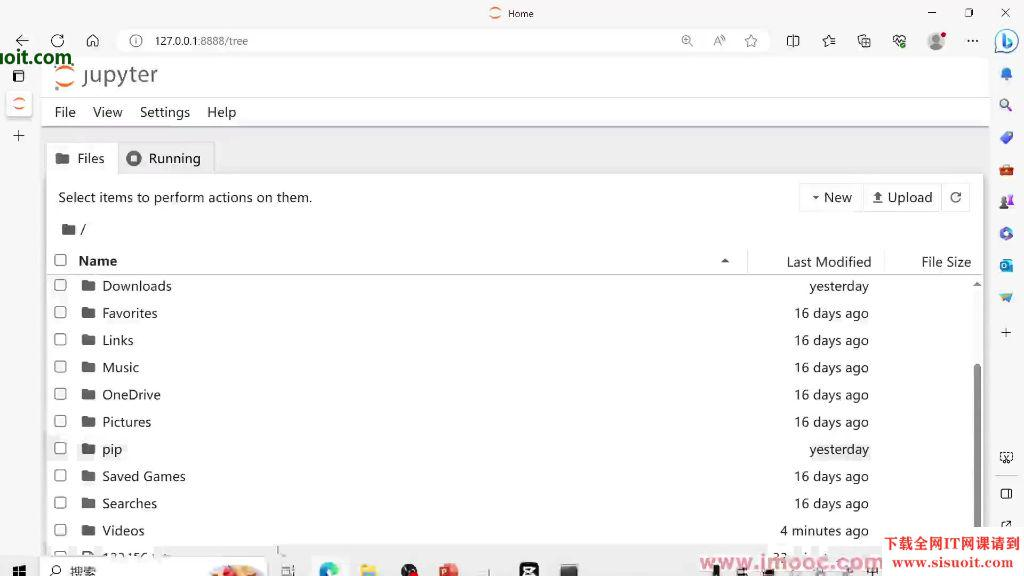 Home
127.0.0.1:8888/tree
uoit.com
jupyter
File View Settings Help
Files Running
Select items to perform actions on them.
New Upload
/
Name Last Modified File Size
Downloads yesterday
Favorites 16 days ago
Links 16 days ago
Music 16 days ago
OneDrive 16 days ago
Pictures 16 days ago
pip yesterday
Saved Games 16 days ago
Searches 16 days ago
Videos 4 minutes ago
下载全网IT网课请到
www.imooc.com
www.sisuoit.com
搜索